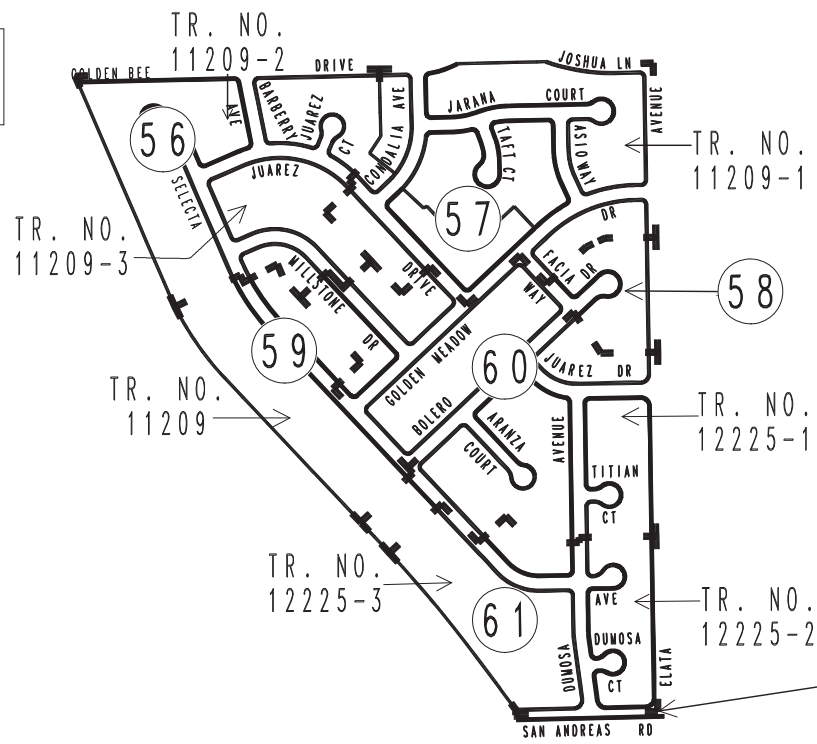 TR. NO.
11209-2
GOLDEN BEE
DRIVE
JOSHUA LN
AVE
BARBERRY
JUAREZ
CT
CONDALIA AVE
JARANA
COURT
AVENUE
TAFT CT
ASIO WAY
TR. NO.
11209-1
56
SELECTA
JUAREZ
DRIVE
57
DR
TR. NO.
11209-3
MILLSTONE
DR
FACIA DR
WAY
58
59
GOLDEN MEADOW
60
JUAREZ DR
TR. NO.
11209
BOLERO
ARANZA
COURT
AVENUE
TR. NO.
12225-1
TITIAN
CT
TR. NO.
12225-3
61
AVE
TR. NO.
12225-2
DUMOSA
DUMOSA
CT
ELATA
SAN ANDREAS RD